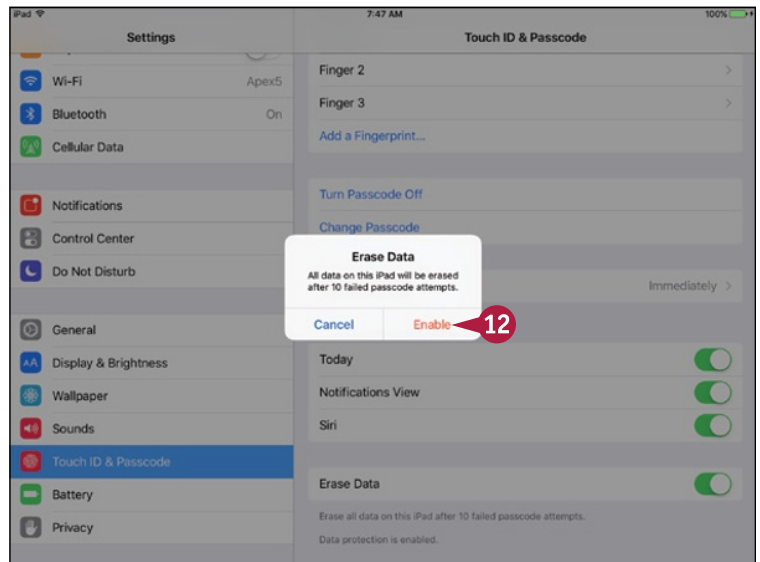 iPad 7:47 AM 100%
Settings Touch ID & Passcode
Wi-Fi Apex5
Bluetooth On
Cellular Data
Notifications
Control Center
Do Not Disturb
General
Display & Brightness
Wallpaper
Sounds
Touch ID & Passcode
Battery
Privacy
Finger 2
Finger 3
Add a Fingerprint...
Turn Passcode Off
Change Passcode
Immediately
Erase Data
All data on this iPad will be erased
after 10 failed passcode attempts.
Cancel Enable 12
Today
Notifications View
Siri
Erase Data
Erase all data on this iPad after 10 failed passcode attempts.
Data protection is enabled.